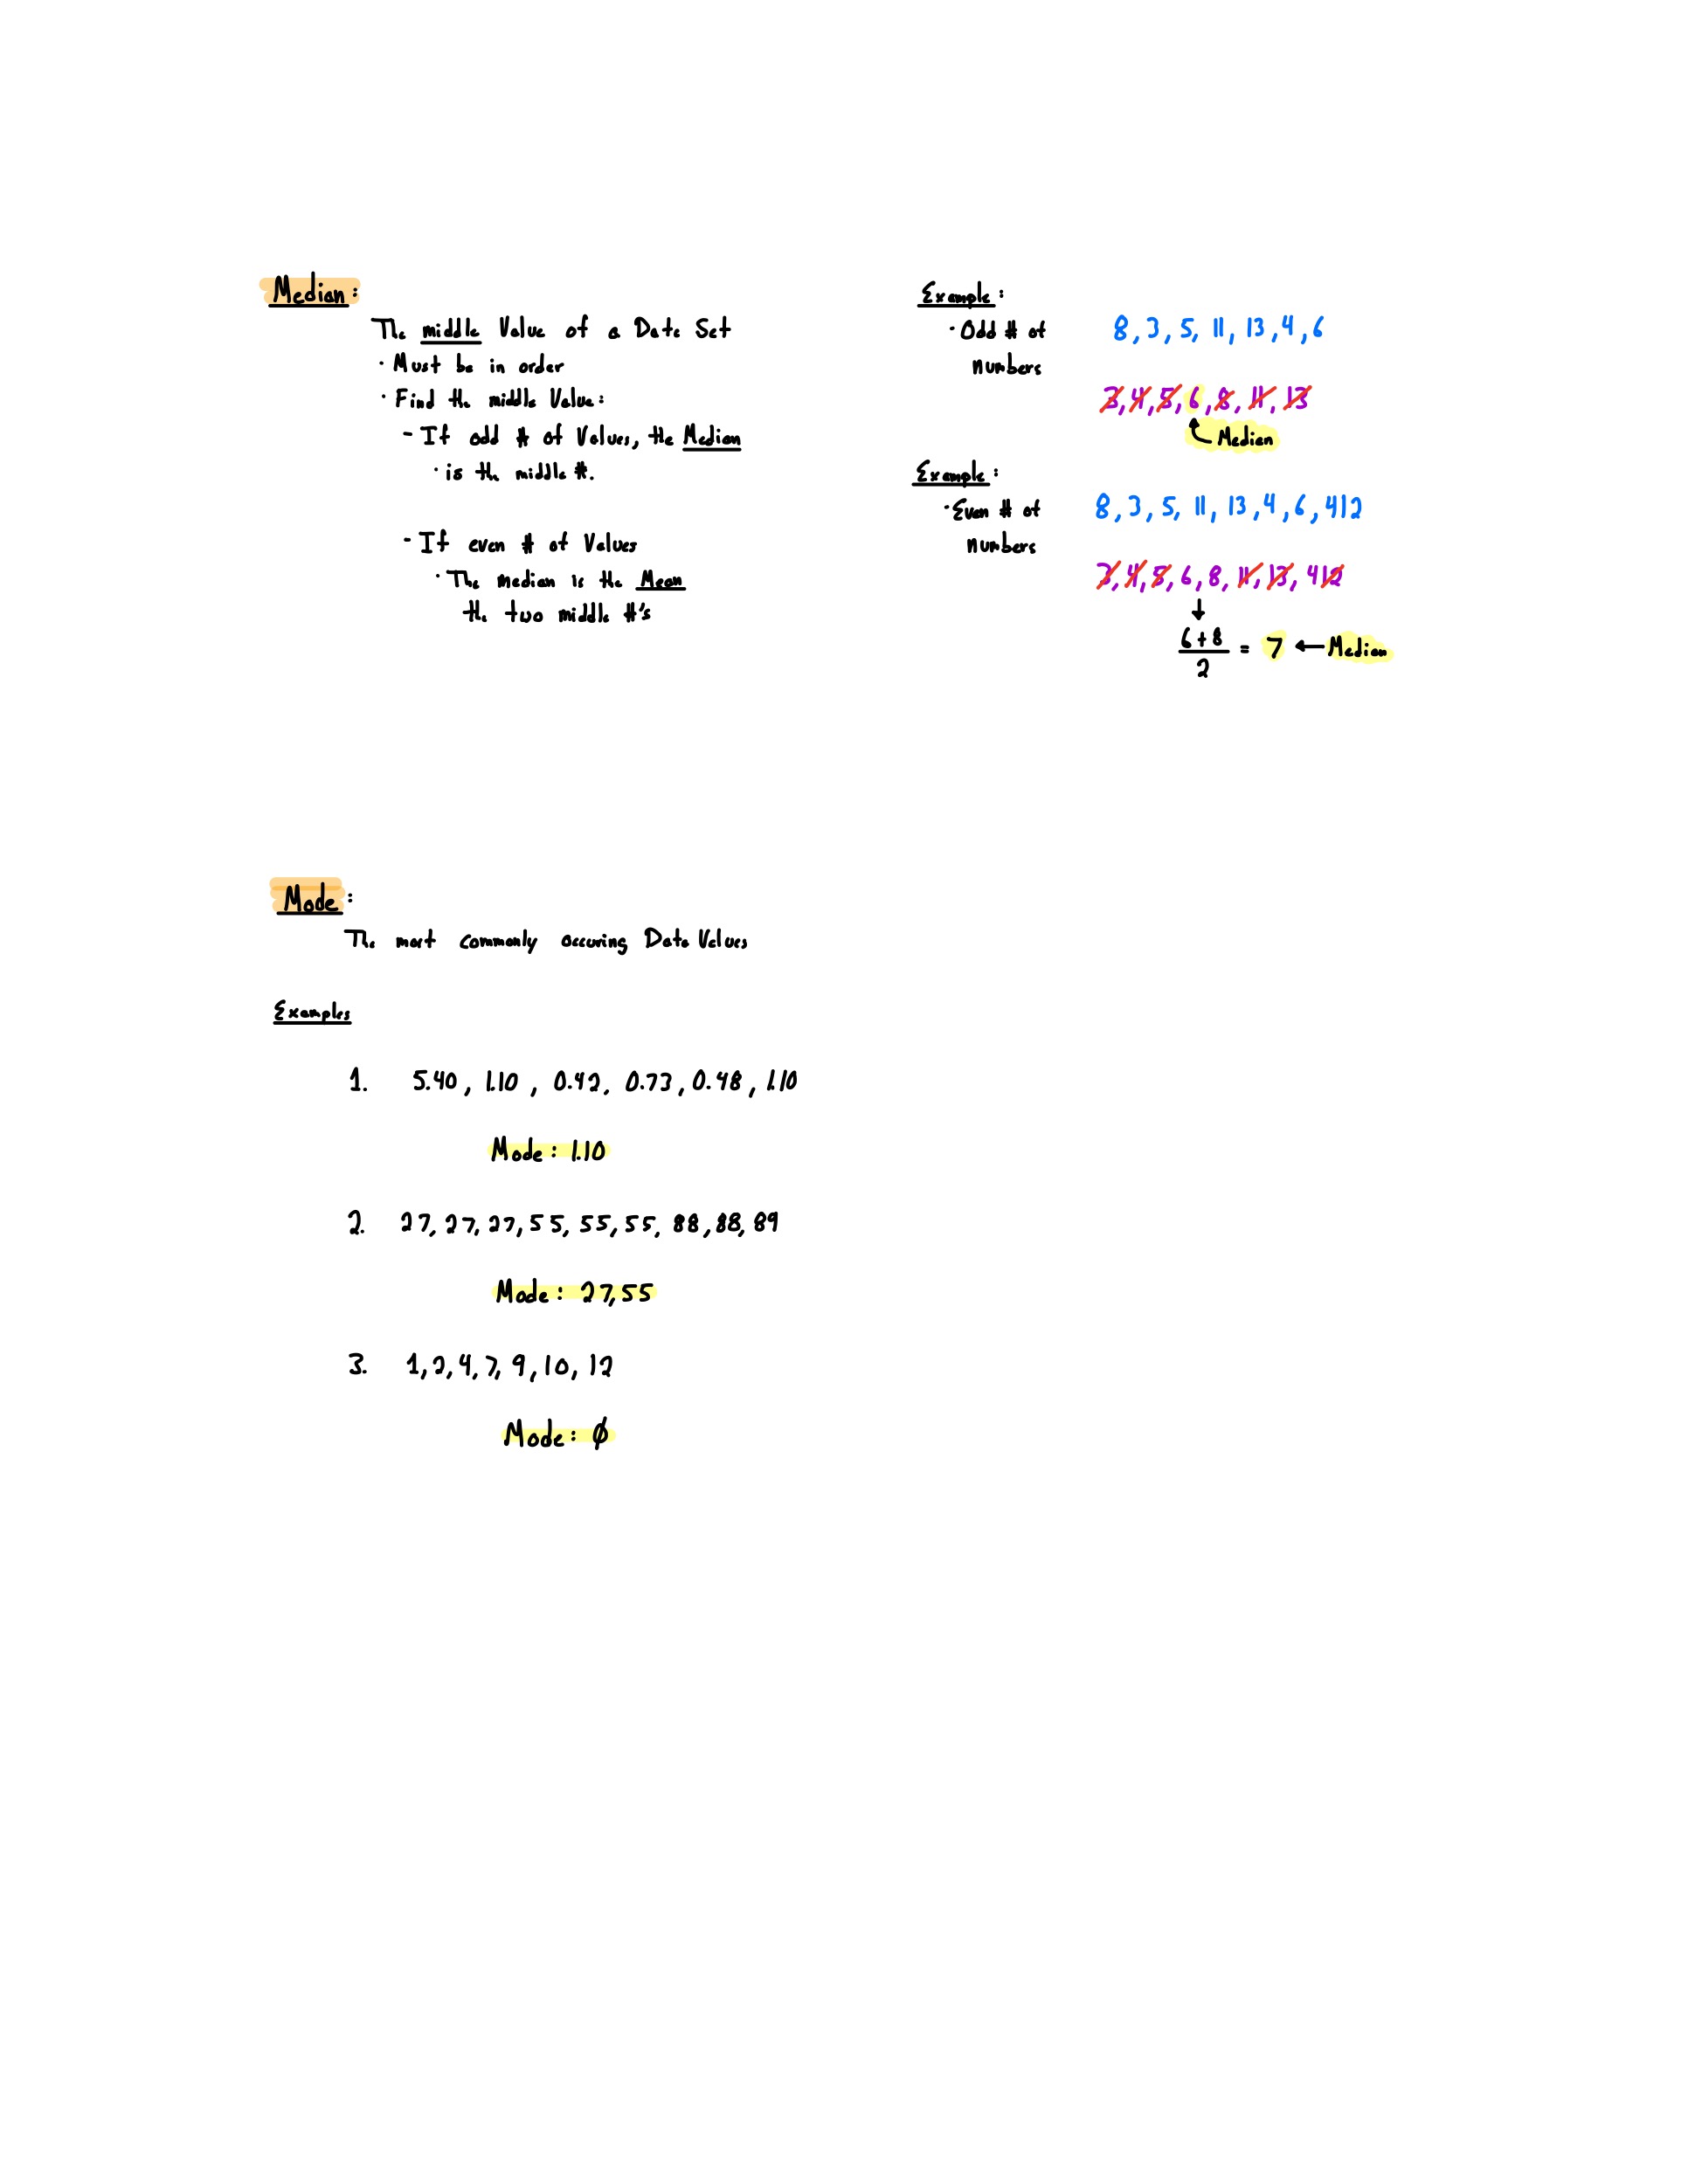 Median:
The middle Value of a Data Set
· Must be in order
· Find the middle Value:
- If odd # of Values, the Median
· is the middle #.
- If even # of Values
· The median is the Mean
the two middle #'s
Example:
· Odd # of
numbers
8, 3, 5, 11, 13, 4, 6
3, 4, 5, 6, 8, 11, 13
Median
Example:
· Even # of
numbers
8, 3, 5, 11, 13, 4, 6, 412
3, 4, 5, 6, 8, 11, 13, 412
6+8
2
= 7 ← Median
Mode:
The most commonly occuring Data Values
Examples
1. 5.40, 1.10, 0.42, 0.73, 0.48, 1.10
Mode: 1.10
2. 27, 27, 27, 55, 55, 55, 88, 88, 89
Mode: 27, 55
3. 1, 2, 4, 7, 9, 10, 12
Mode: ∅